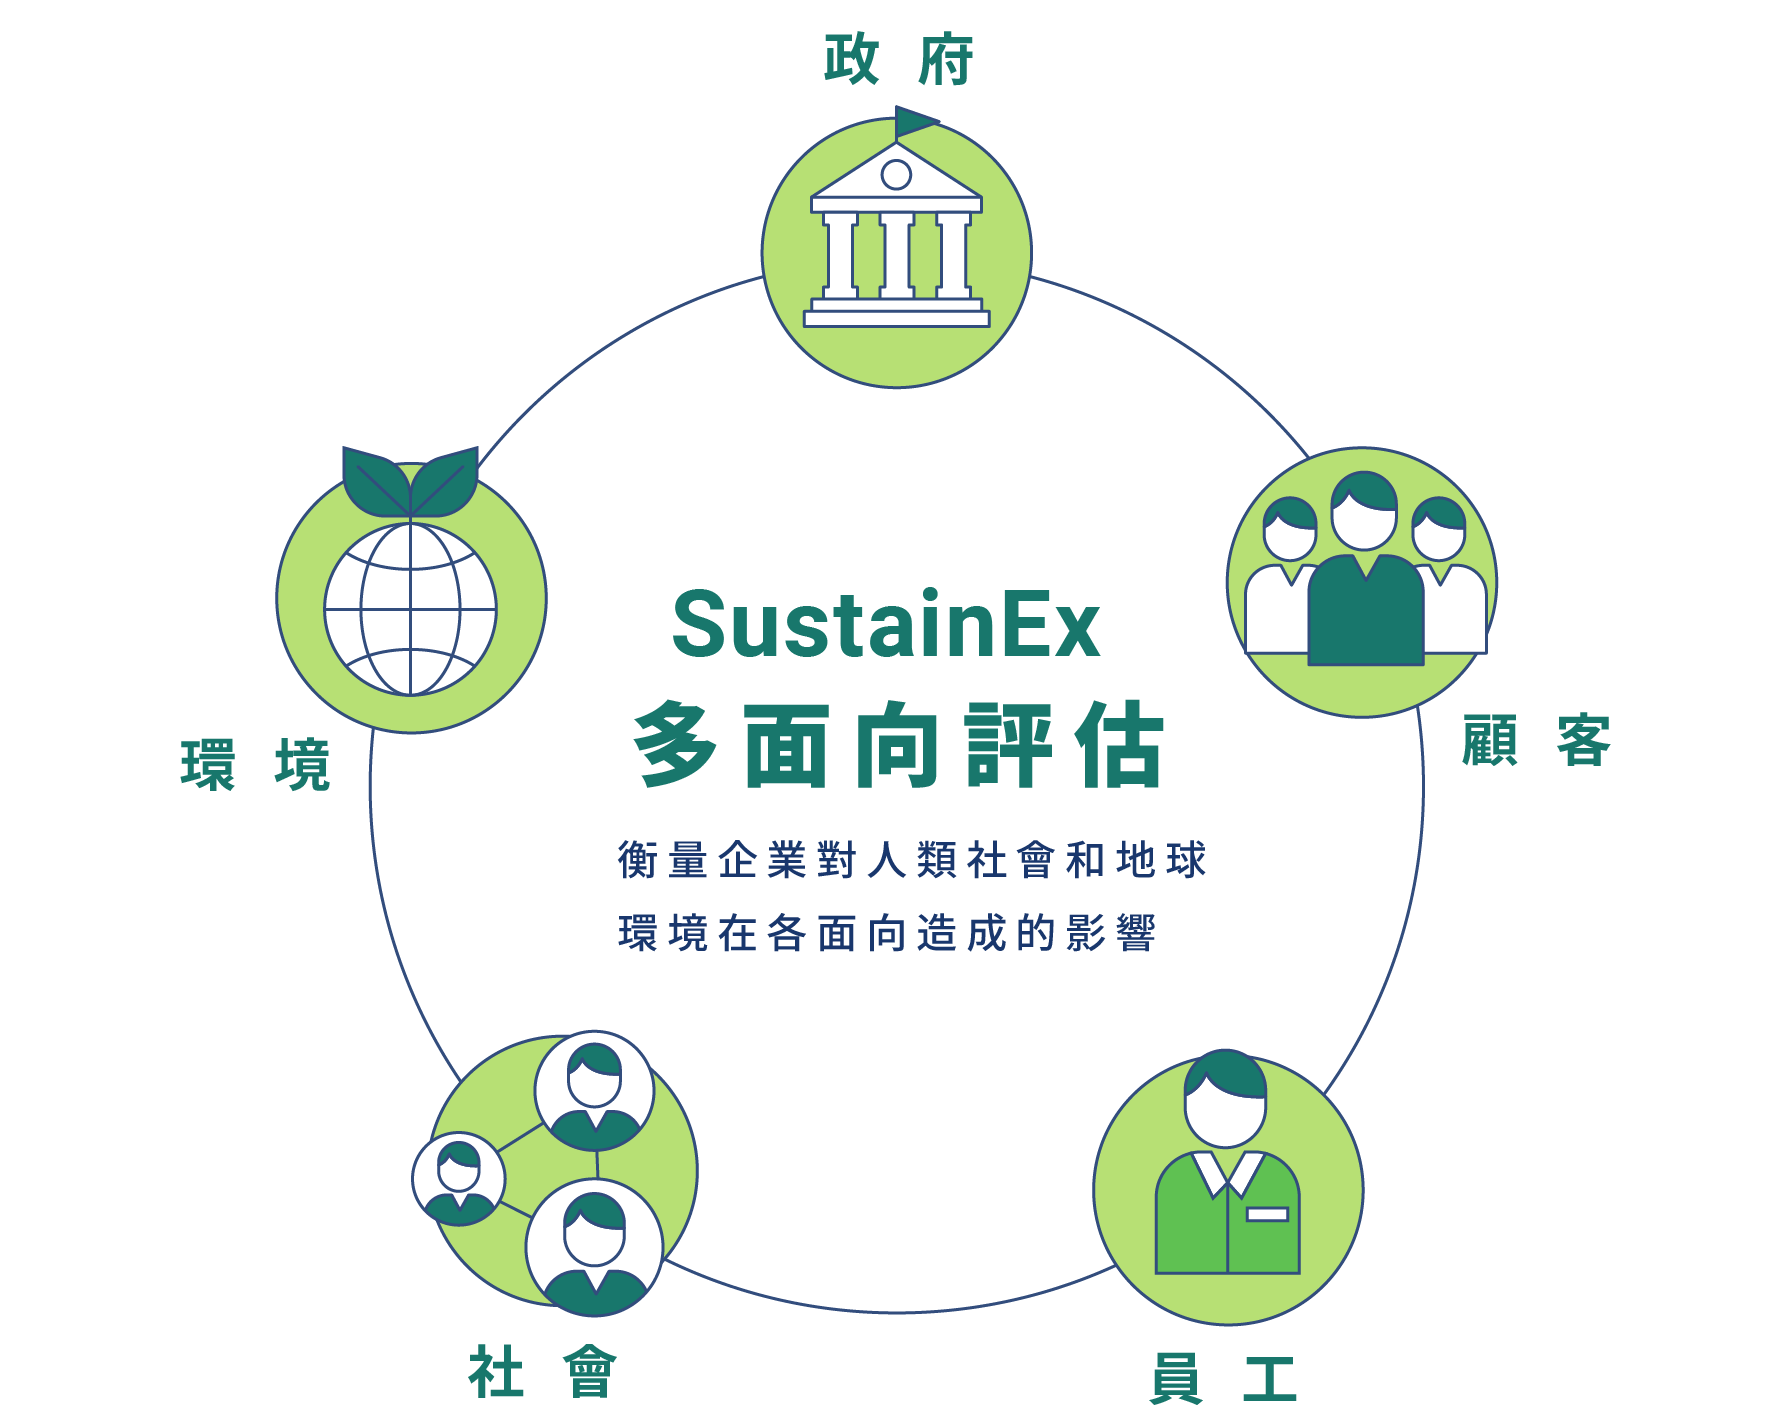 政府
顧客
環境
SustainEx
多面向評估
衡量企業對人類社會和地球
環境在各面向造成的影響
社會
員工